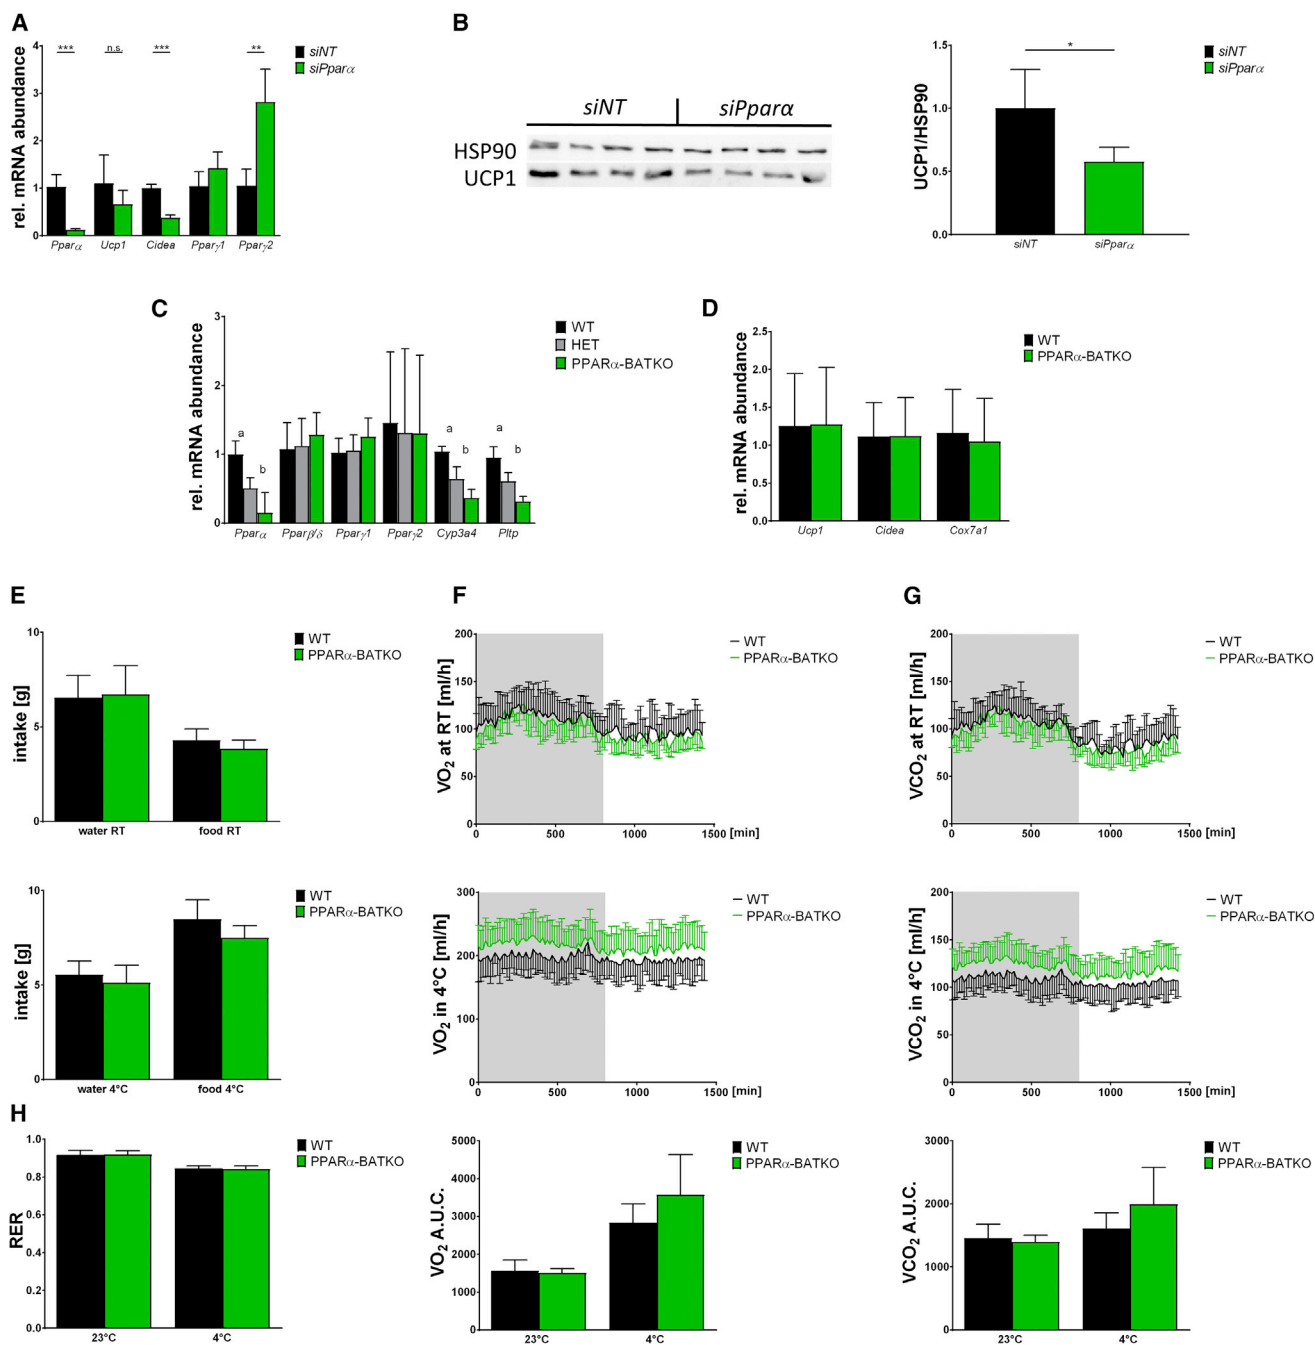 A
rel. mRNA abundance
4
3
2
1
0
***
n.s.
***
**
siNT
siPparα
Pparα Ucp1 Cidea Pparγ1 Pparγ2
B
siNT siPparα
HSP90
UCP1
UCP1/HSP90
1.5
1.0
0.5
0.0
*
siNT
siPparα
siNT siPparα
C
rel. mRNA abundance
3
2
1
0
a
b
a
b
a
b
WT
HET
PPARα-BATKO
Pparα Pparβ/δ Pparγ1 Pparγ2 Cyp3a4 Pltp
D
rel. mRNA abundance
2.5
2.0
1.5
1.0
0.5
0.0
WT
PPARα-BATKO
Ucp1 Cidea Cox7a1
E
intake [g]
10
5
0
WT
PPARα-BATKO
water RT food RT
intake [g]
10
5
0
WT
PPARα-BATKO
water 4°C food 4°C
F
VO2 at RT [ml/h]
200
150
100
50
0
WT
PPARα-BATKO
0 500 1000 1500 [min]
VO2 in 4°C [ml/h]
300
200
100
0
WT
PPARα-BATKO
0 500 1000 1500 [min]
G
VCO2 at RT [ml/h]
200
150
100
50
0
WT
PPARα-BATKO
0 500 1000 1500 [min]
VCO2 in 4°C [ml/h]
200
150
100
50
0
WT
PPARα-BATKO
0 500 1000 1500 [min]
H
RER
1.0
0.8
0.6
0.4
0.2
0.0
WT
PPARα-BATKO
23°C 4°C
VO2 A.U.C.
5000
4000
3000
2000
1000
0
WT
PPARα-BATKO
23°C 4°C
VCO2 A.U.C.
3000
2000
1000
0
WT
PPARα-BATKO
23°C 4°C